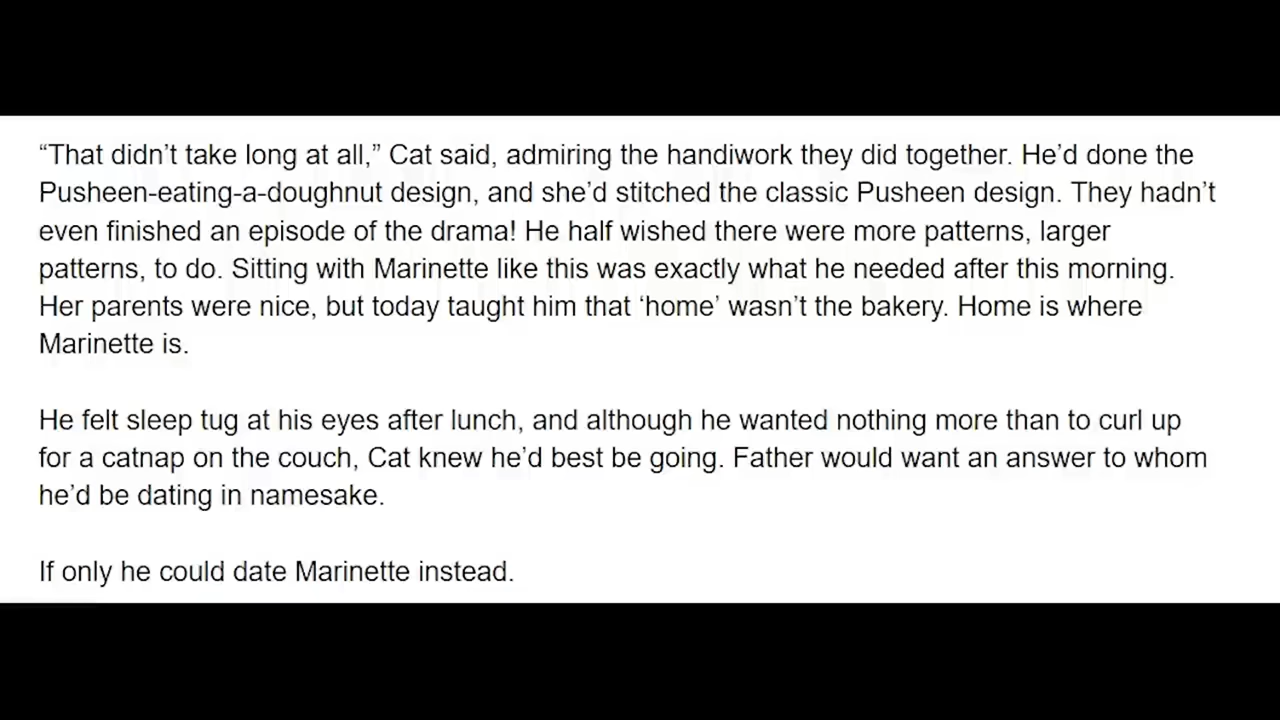 “That didn’t take long at all,” Cat said, admiring the handiwork they did together. He’d done the
Pusheen-eating-a-doughnut design, and she’d stitched the classic Pusheen design. They hadn’t
even finished an episode of the drama! He half wished there were more patterns, larger
patterns, to do. Sitting with Marinette like this was exactly what he needed after this morning.
Her parents were nice, but today taught him that ‘home’ wasn’t the bakery. Home is where
Marinette is.
He felt sleep tug at his eyes after lunch, and although he wanted nothing more than to curl up
for a catnap on the couch, Cat knew he’d best be going. Father would want an answer to whom
he’d be dating in namesake.
If only he could date Marinette instead.